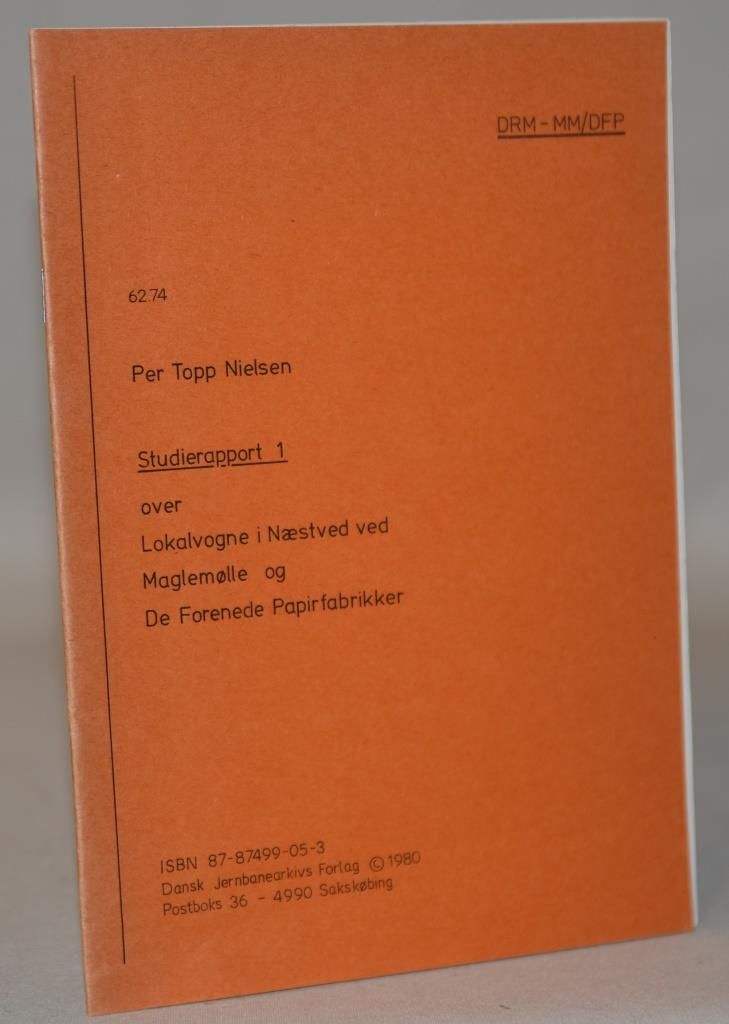 DRM - MM/DFP
62.74
Per Topp Nielsen
Studierapport 1
over
Lokalvogne i Næstved ved
Maglemølle og
De Forenede Papirfabrikker
ISBN 87-87499-05-3
Dansk Jernbanearkivs Forlag © 1980
Postboks 36 - 4990 Sakskøbing